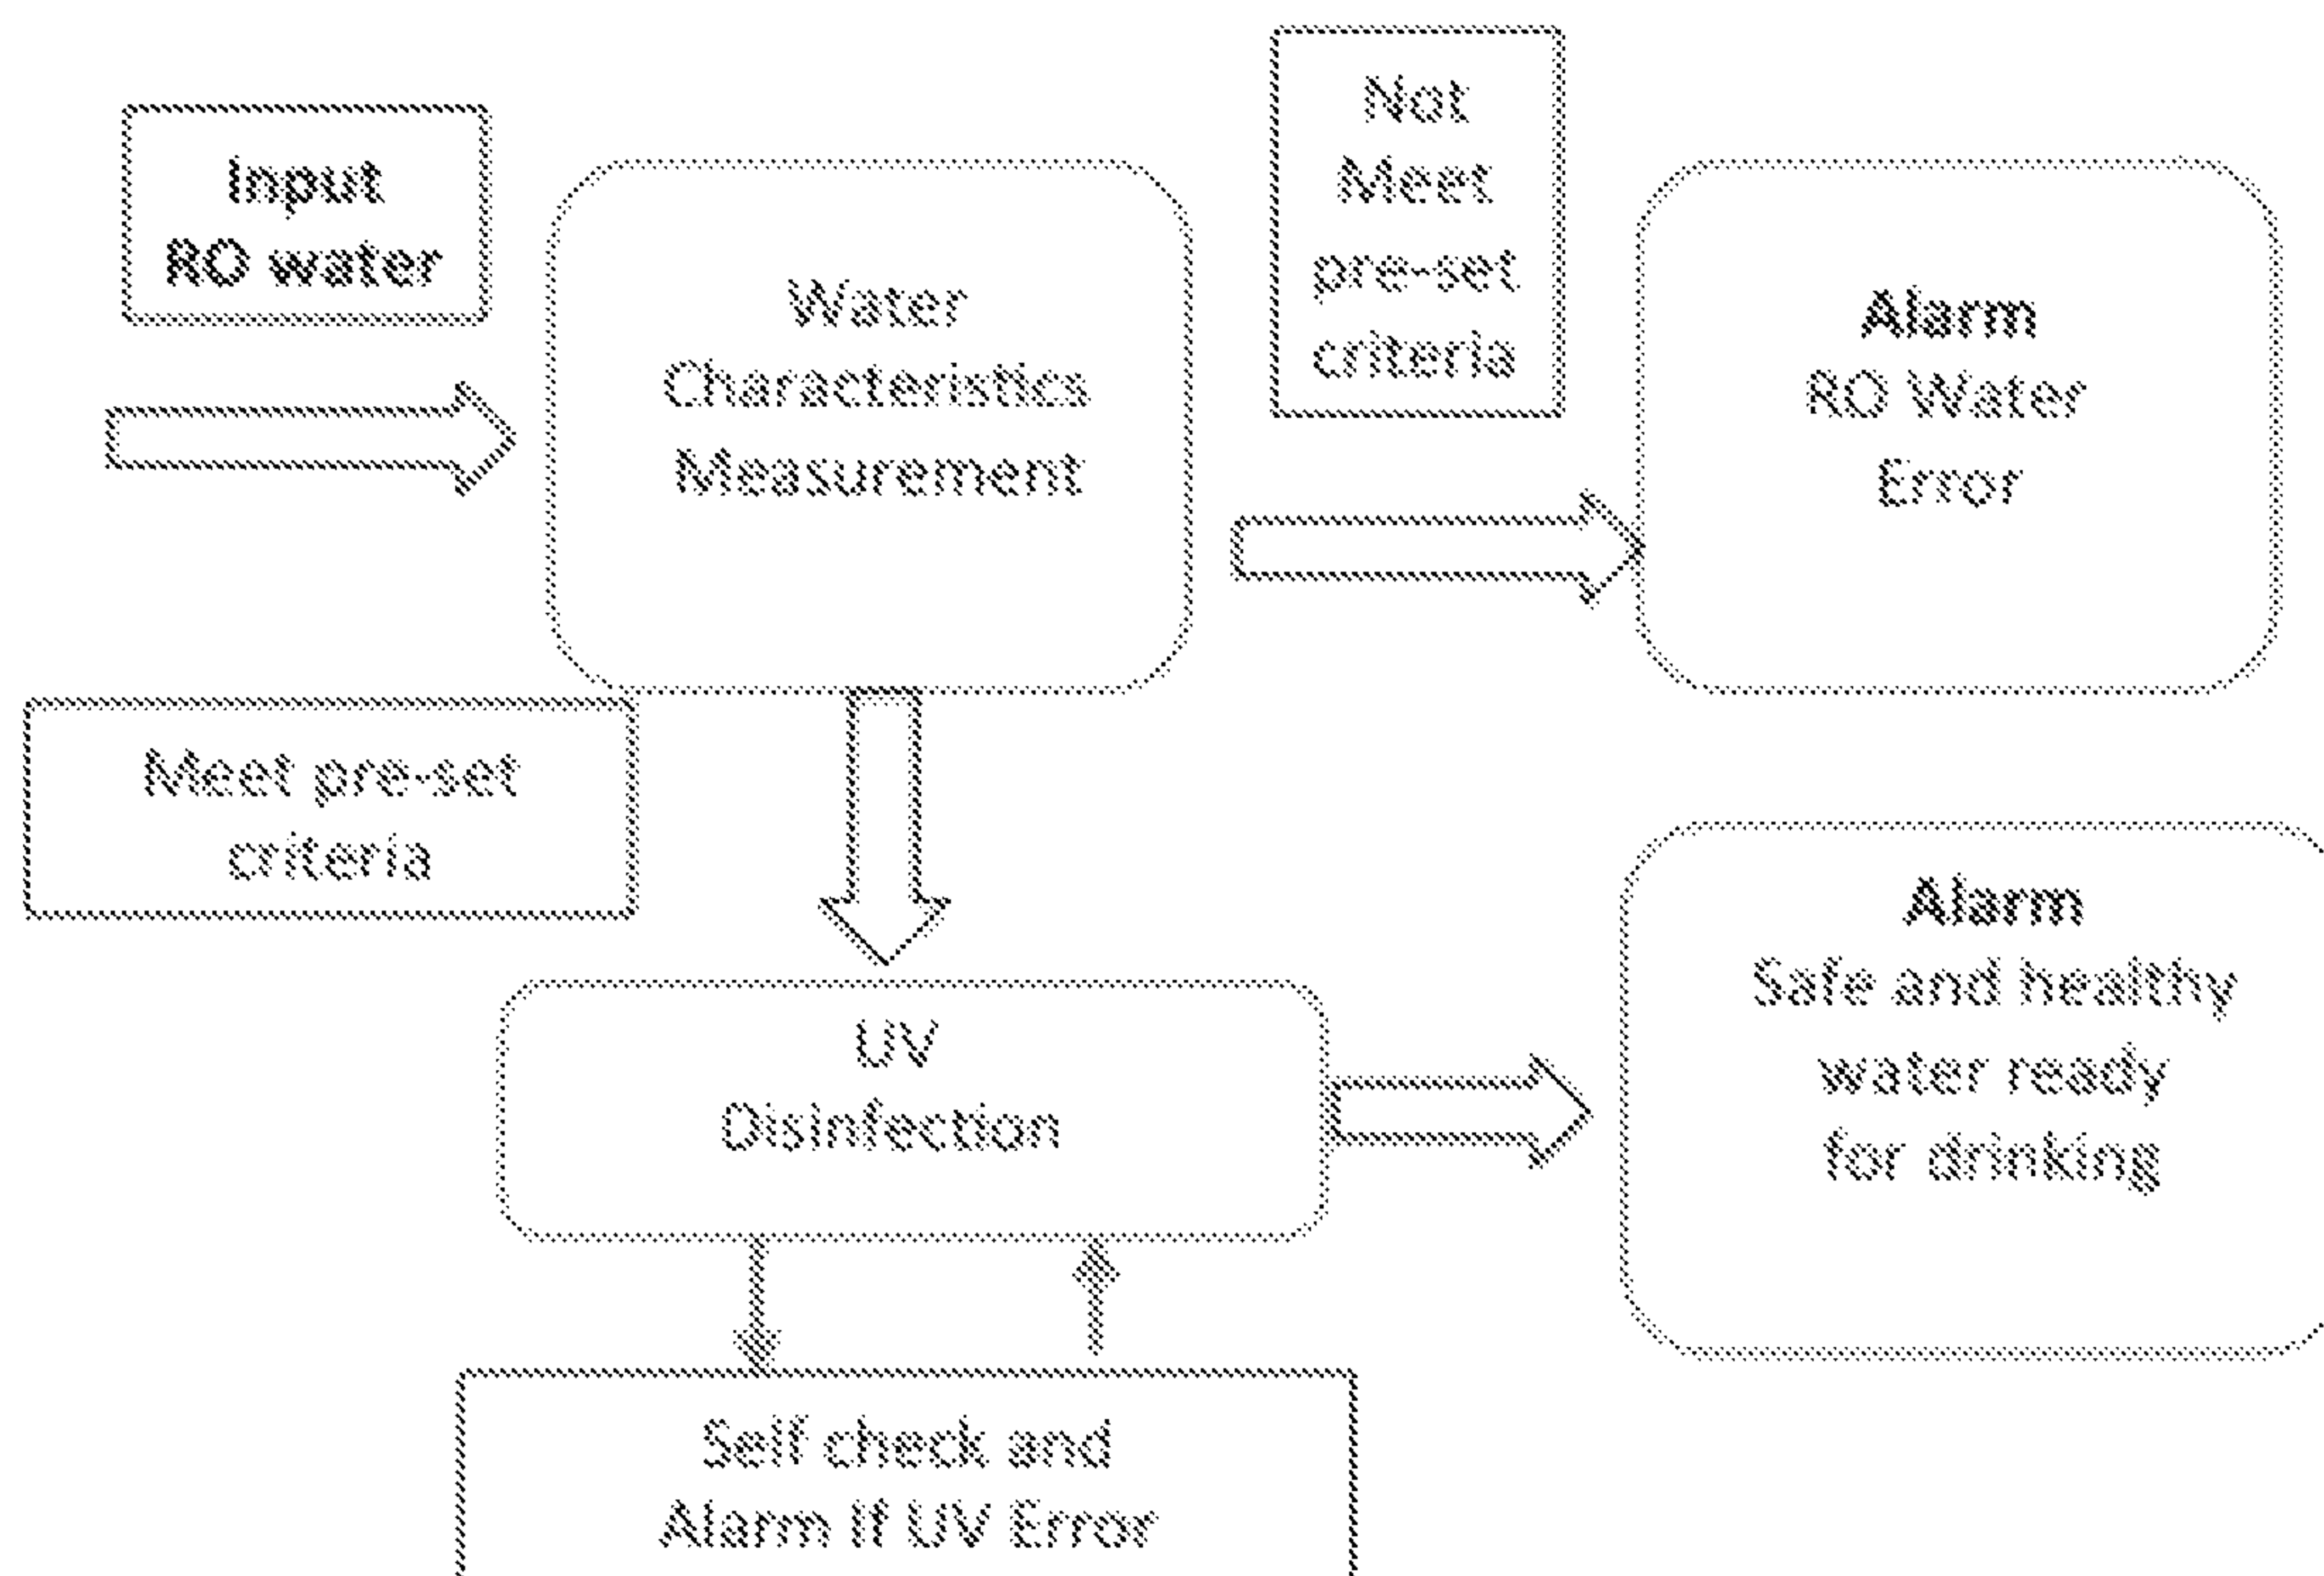 Input
RO water
Water
Characteristics
Measurement
Not
Meet
pre-set
criteria
Alarm
RO Water
Error
Meet pre-set
criteria
UV
Disinfection
Alarm
Safe and healthy
water ready
for drinking
Self check and
Alarm If UV Error